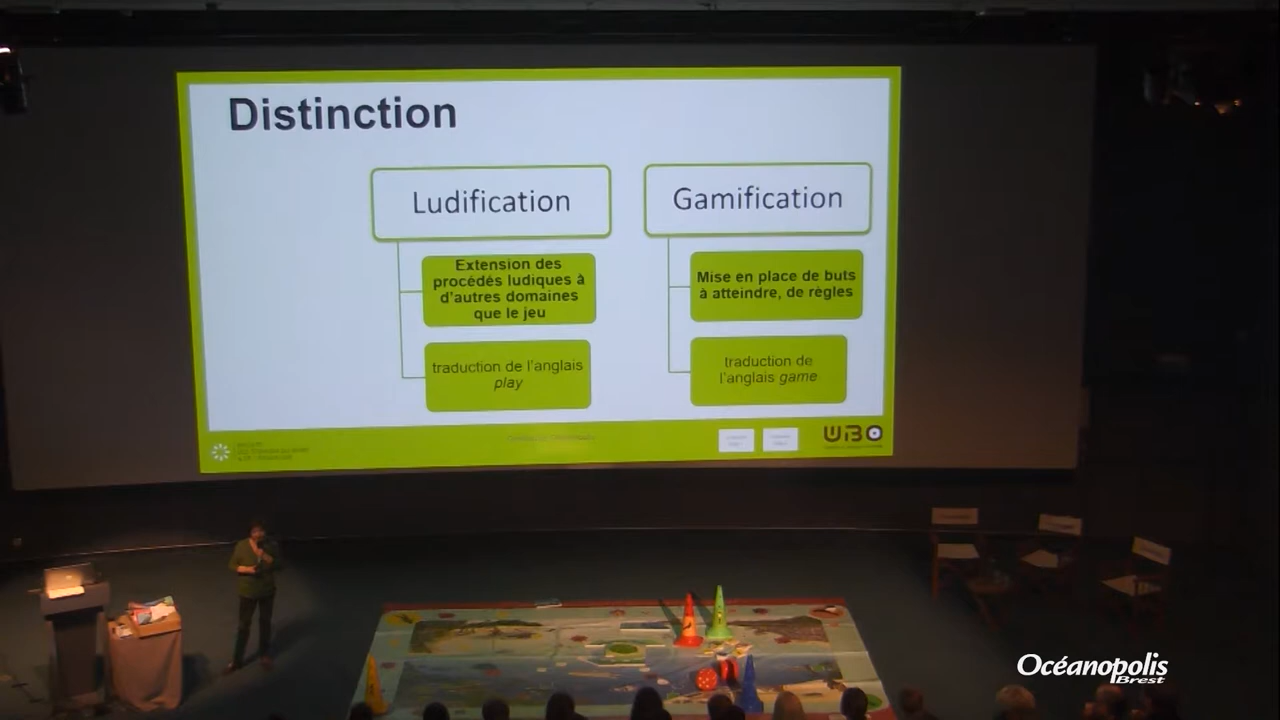 Distinction
Ludification
Extension des
procédés ludiques à
d'autres domaines
que le jeu
traduction de l'anglais
play
Gamification
Mise en place de buts
à atteindre, de règles
traduction de
l'anglais game
UBO
Océanopolis
Brest